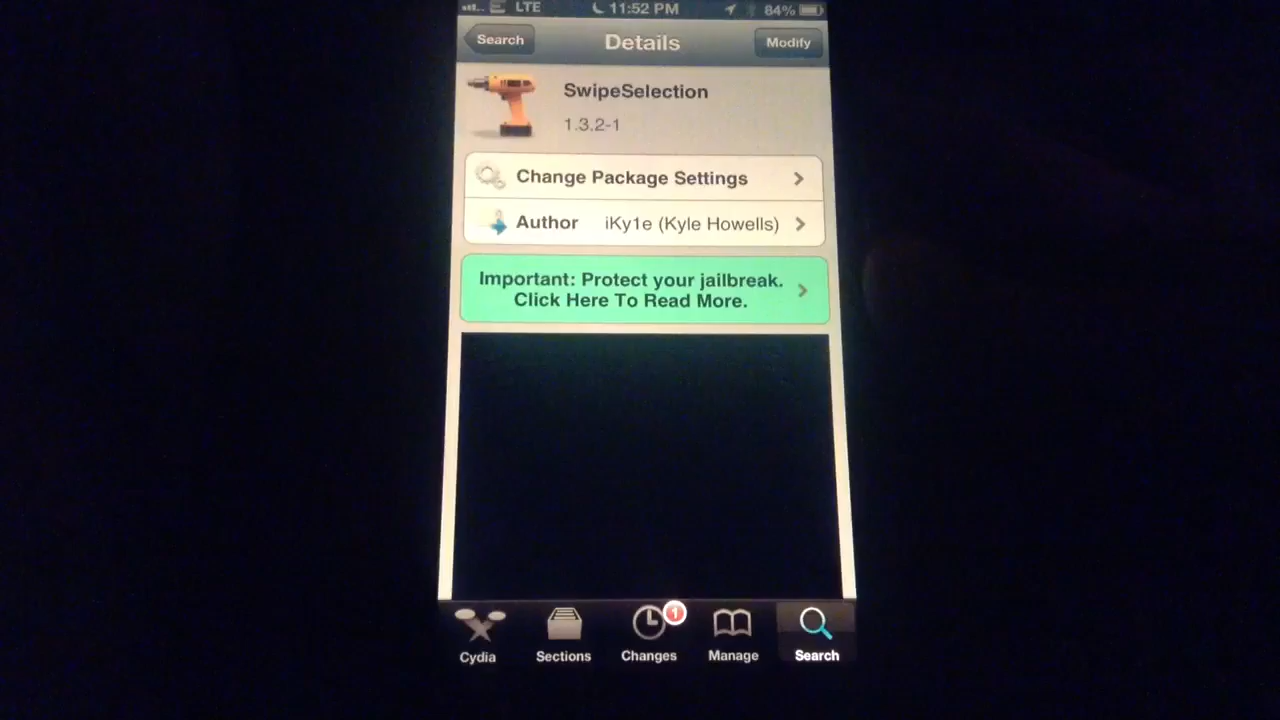 LTE 11:52 PM 84%
Search Details Modify
SwipeSelection
1.3.2-1
Change Package Settings
Author iKy1e (Kyle Howells)
Important: Protect your jailbreak.
Click Here To Read More.
1
Cydia Sections Changes Manage Search